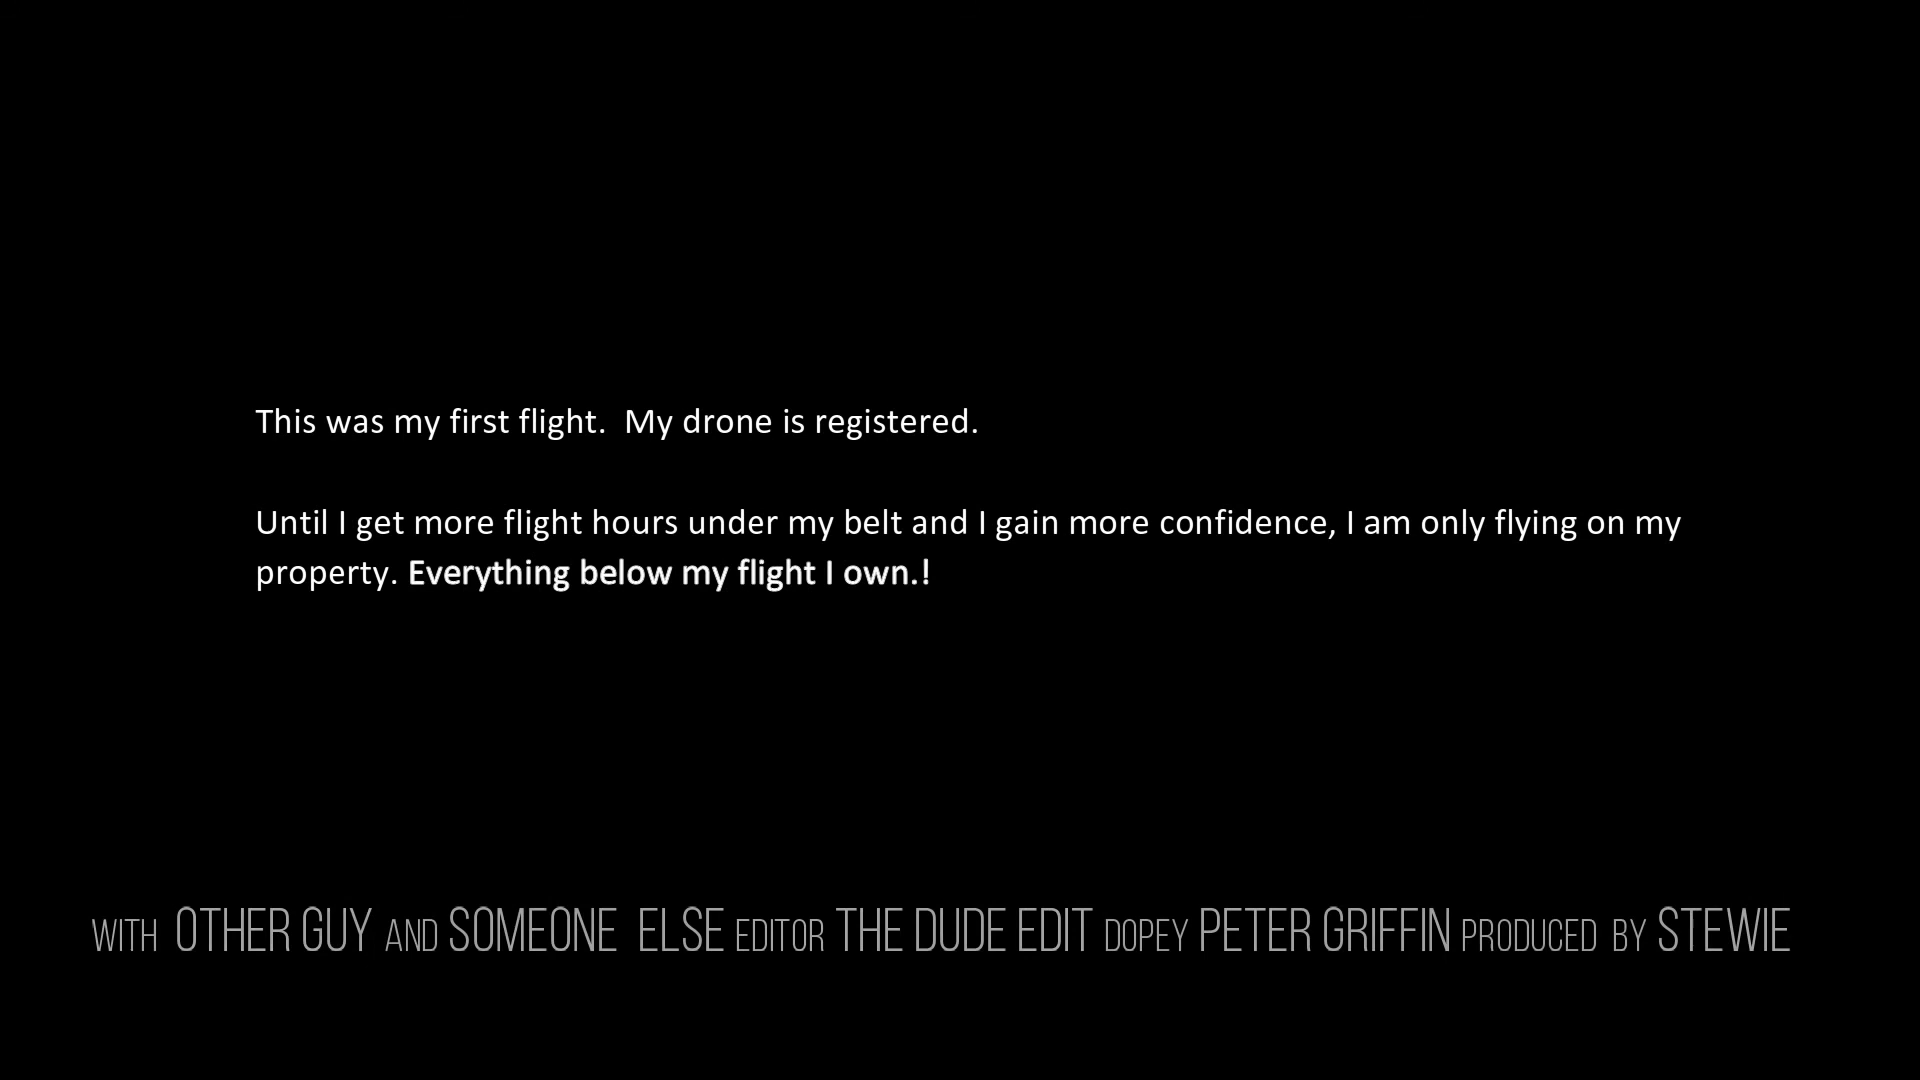 This was my first flight.  My drone is registered.
Until I get more flight hours under my belt and I gain more confidence, I am only flying on my
property. Everything below my flight I own.!
WITH OTHER GUY AND SOMEONE ELSE EDITOR THE DUDE EDIT DOPEY PETER GRIFFIN PRODUCED BY STEWIE